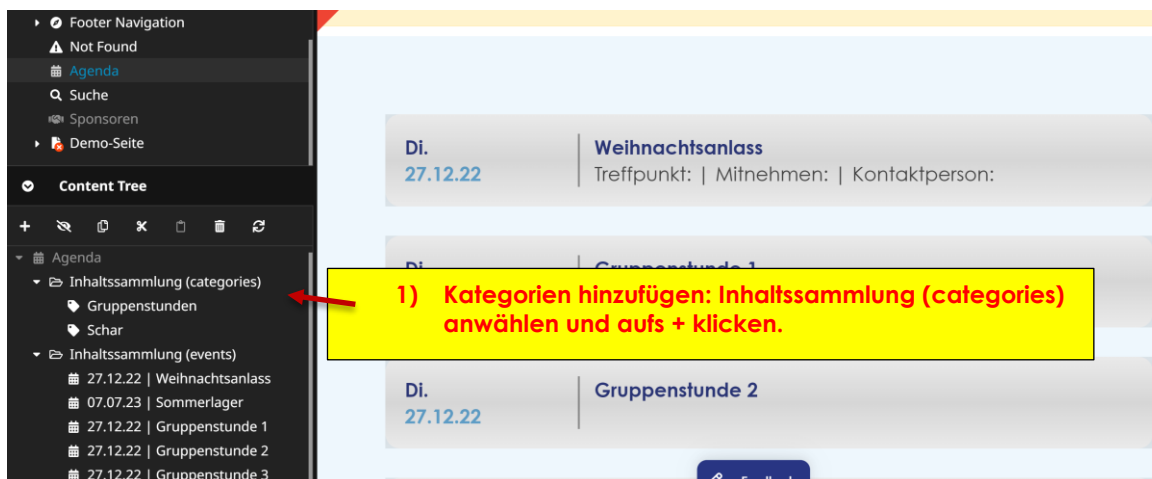 Footer Navigation
Not Found
Agenda
Suche
Sponsoren
Demo-Seite
Content Tree
Agenda
Inhaltssammlung (categories)
Gruppenstunden
Schar
Inhaltssammlung (events)
27.12.22 | Weihnachtsanlass
07.07.23 | Sommerlager
27.12.22 | Gruppenstunde 1
27.12.22 | Gruppenstunde 2
27.12.22 | Gruppenstunde 3
Di. Weihnachtsanlass
27.12.22 Treffpunkt: | Mitnehmen: | Kontaktperson:
Di. Gruppenstunde 1
1) Kategorien hinzufügen: Inhaltssammlung (categories)
anwählen und aufs + klicken.
Di. Gruppenstunde 2
27.12.22